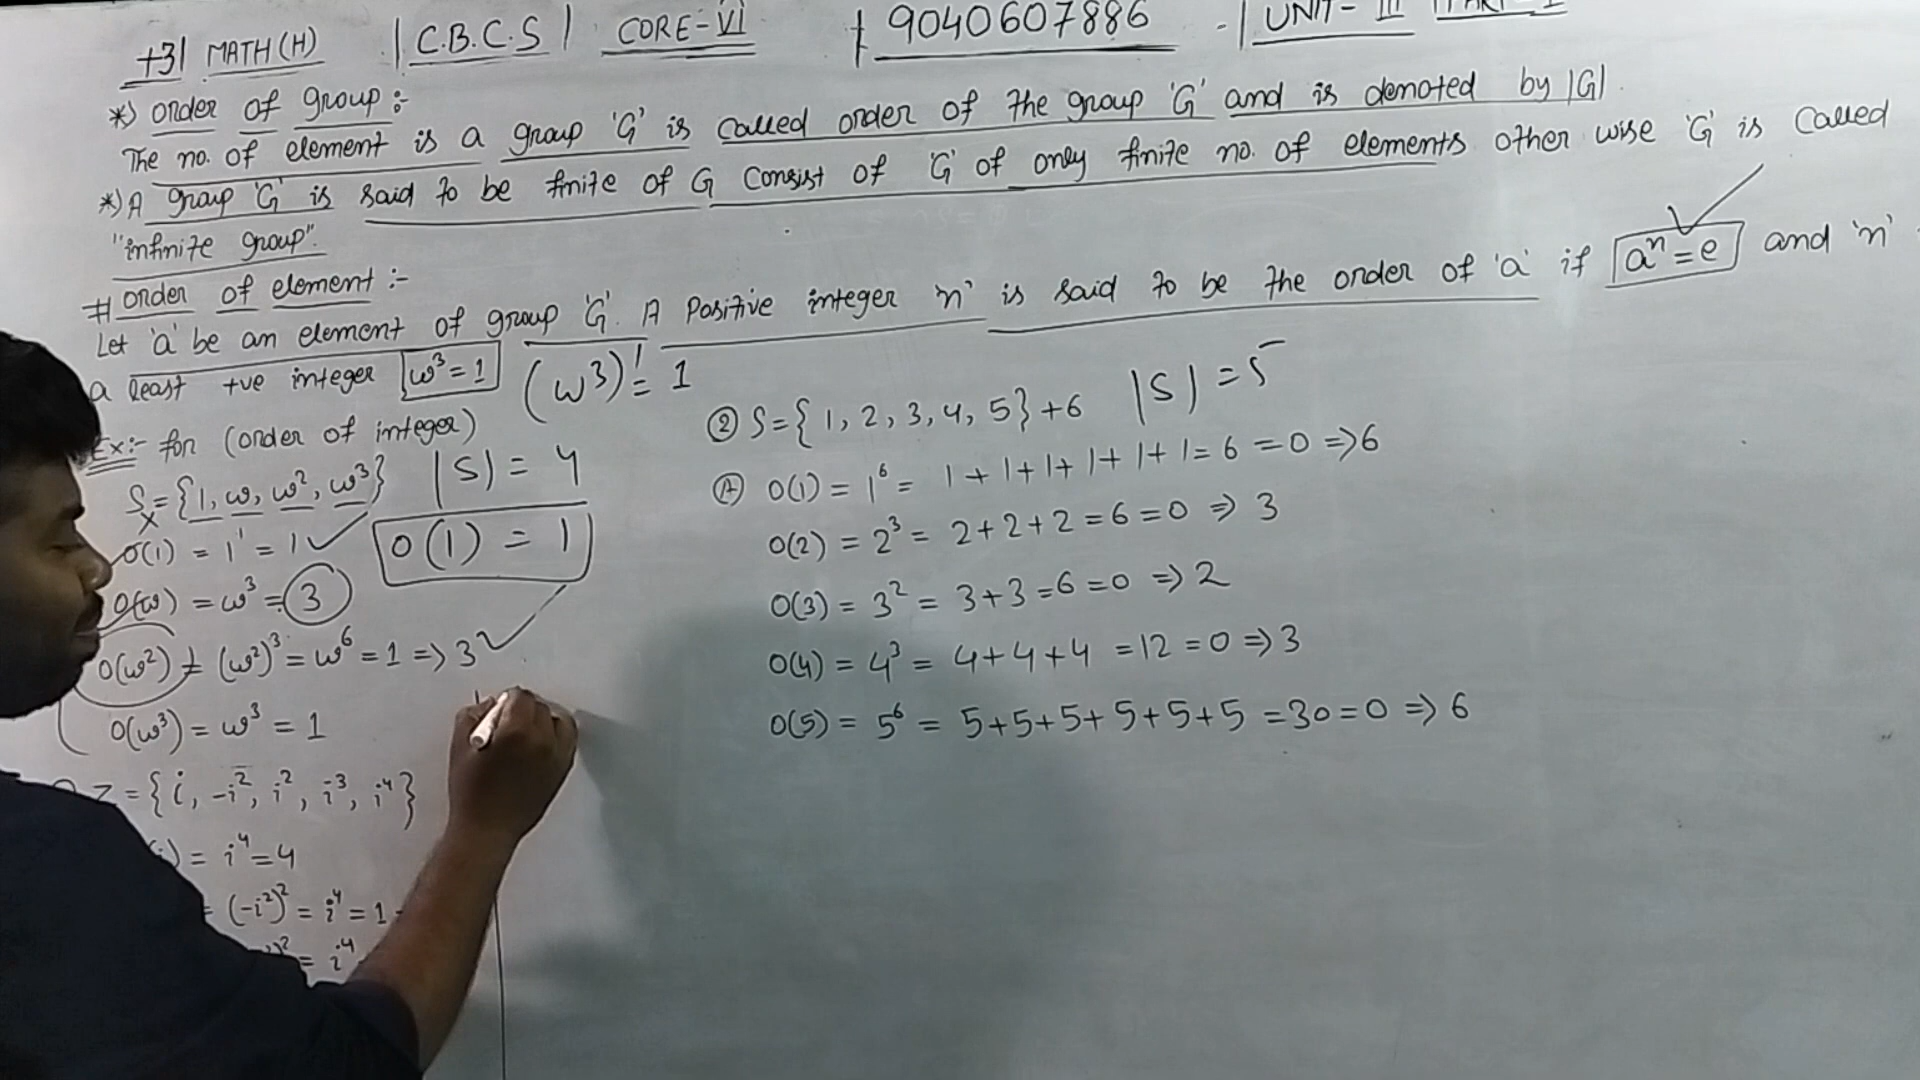 +3| MATH(H) | C.B.C.S | CORE-VI | 9040607886 - | UNIT- III
*) order of group :-
The no. of element is a group 'G' is called order of the group 'G' and is denoted by |G|
*) A group 'G' is said to be finite of G consist of 'G' of only finite no. of elements other wise 'G' is called
"infinite group".
# order of element :-
Let 'a' be an element of group 'G'. A Positive integer 'n' is said to be the order of 'a' if aⁿ=e and 'n'
a least +ve integer ω³=1 (ω³)¹= 1
Ex:- for (order of integer)
S={1, ω, ω², ω³} |S| = 4
O(1) = 1¹ = 1 ✓ O(1) = 1
O(ω) = ω³ = 3
O(ω²) = (ω²)³ = ω⁶ = 1 => 3
O(ω³) = ω³ = 1
Z = {i, -i², i², i³, i⁴}
) = i⁴=4
= (-i²)² = i⁴ = 1
)² = i⁴
② S={ 1, 2, 3, 4, 5} +6 |S| = 5
Ⓐ O(1) = 1⁶ = 1 + 1 + 1 + 1 + 1 + 1 = 6 = 0 => 6
O(2) = 2³ = 2+2+2 = 6 = 0 => 3
O(3) = 3² = 3+3 = 6 = 0 => 2
O(4) = 4³ = 4+4+4 = 12 = 0 => 3
O(5) = 5⁶ = 5+5+5+5+5+5 = 30 = 0 => 6